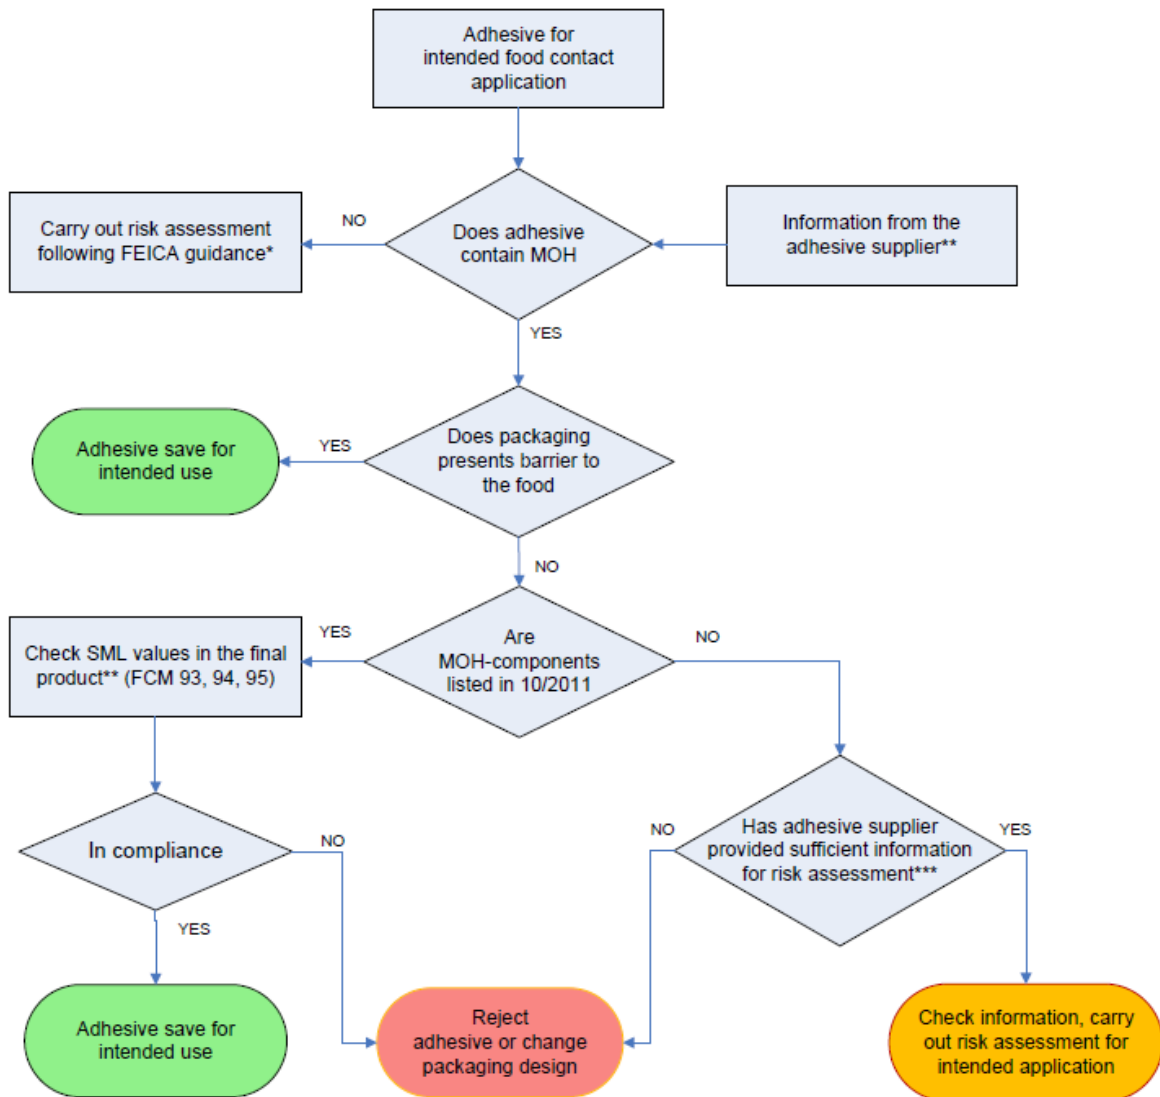 Adhesive for
intended food contact
application
NO
Carry out risk assessment
following FEICA guidance*
Does adhesive
contain MOH
Information from the
adhesive supplier**
YES
Does packaging
presents barrier to
the food
YES
Adhesive save for
intended use
NO
Are
MOH-components
listed in 10/2011
YES
NO
Check SML values in the final
product** (FCM 93, 94, 95)
In compliance
NO
YES
NO
Has adhesive supplier
provided sufficient information
for risk assessment***
YES
Adhesive save for
intended use
Reject
adhesive or change
packaging design
Check information, carry
out risk assessment for
intended application